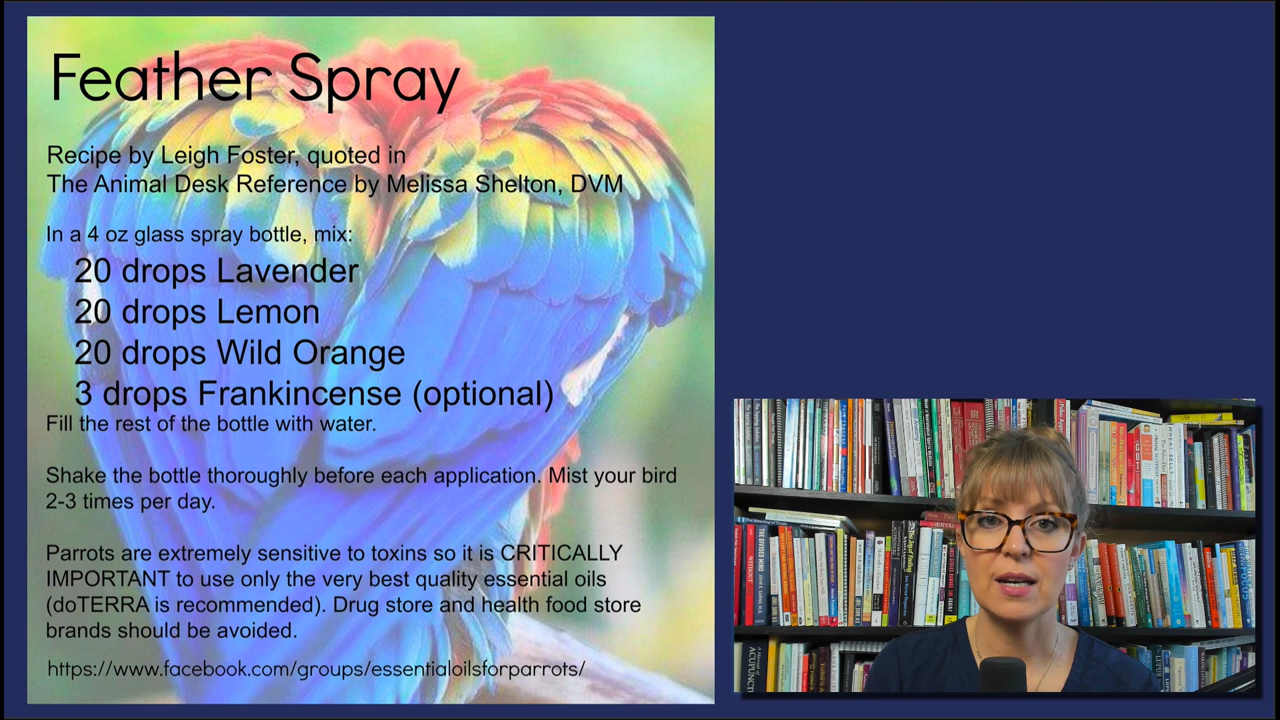 Feather Spray
Recipe by Leigh Foster, quoted in
The Animal Desk Reference by Melissa Shelton, DVM
In a 4 oz glass spray bottle, mix:
20 drops Lavender
20 drops Lemon
20 drops Wild Orange
3 drops Frankincense (optional)
Fill the rest of the bottle with water.
Shake the bottle thoroughly before each application. Mist your bird
2-3 times per day.
Parrots are extremely sensitive to toxins so it is CRITICALLY
IMPORTANT to use only the very best quality essential oils
(doTERRA is recommended). Drug store and health food store
brands should be avoided.
https://www.facebook.com/groups/essentialoilsforparrots/
THE DIVIDED MIND